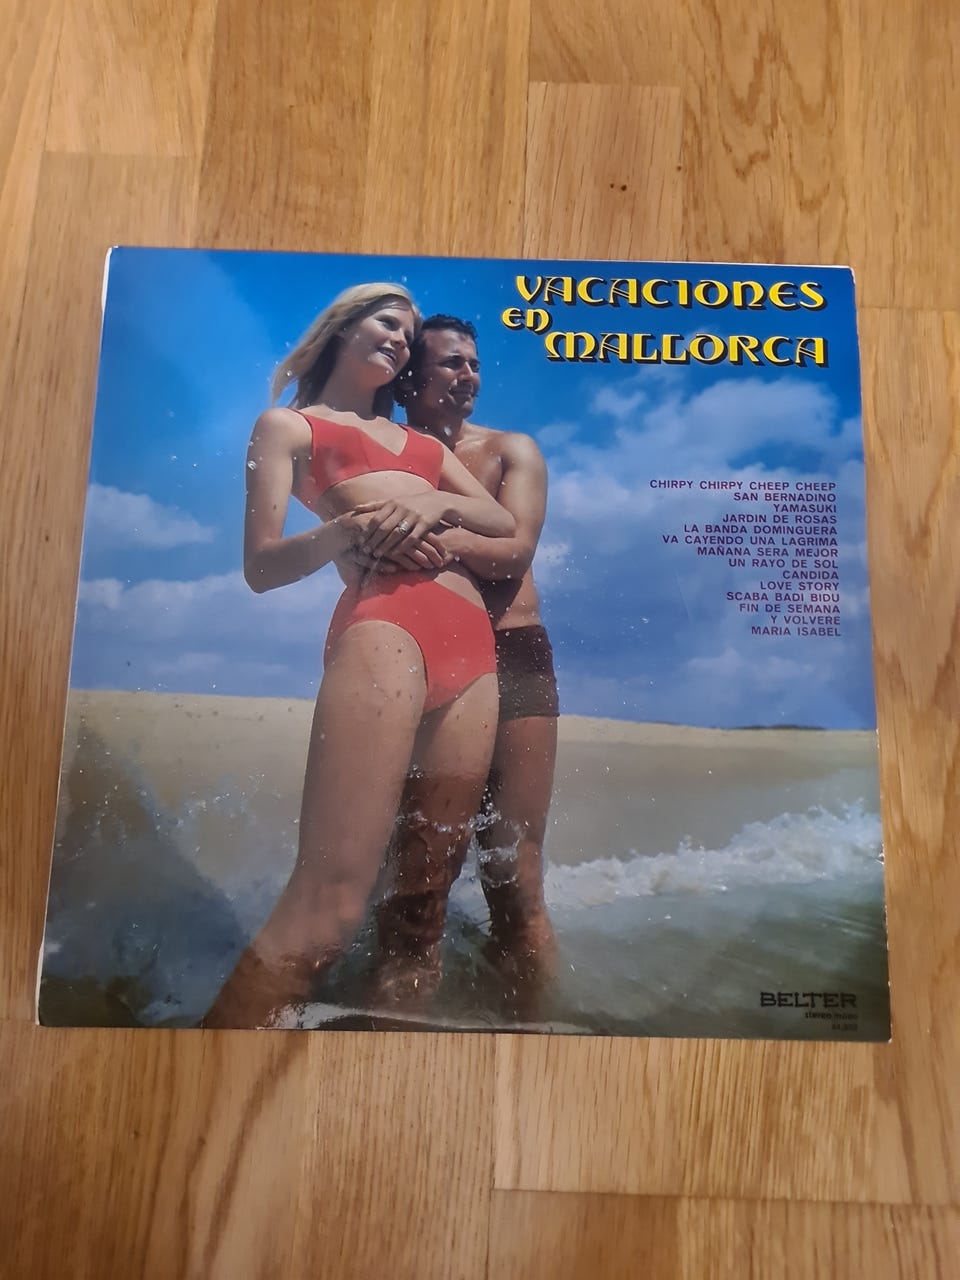 VACACIONES
EN
MALLORCA
CHIRPY CHIRPY CHEEP CHEEP
SAN BERNADINO
YAMASUKI
JARDIN DE ROSAS
LA BANDA DOMINGUERA
VA CAYENDO UNA LAGRIMA
MAÑANA SERA MEJOR
UN RAYO DE SOL
CANDIDA
LOVE STORY
SCABA BADI BIDU
FIN DE SEMANA
Y VOLVERE
MARIA ISABEL
BELTER
stereo/mono